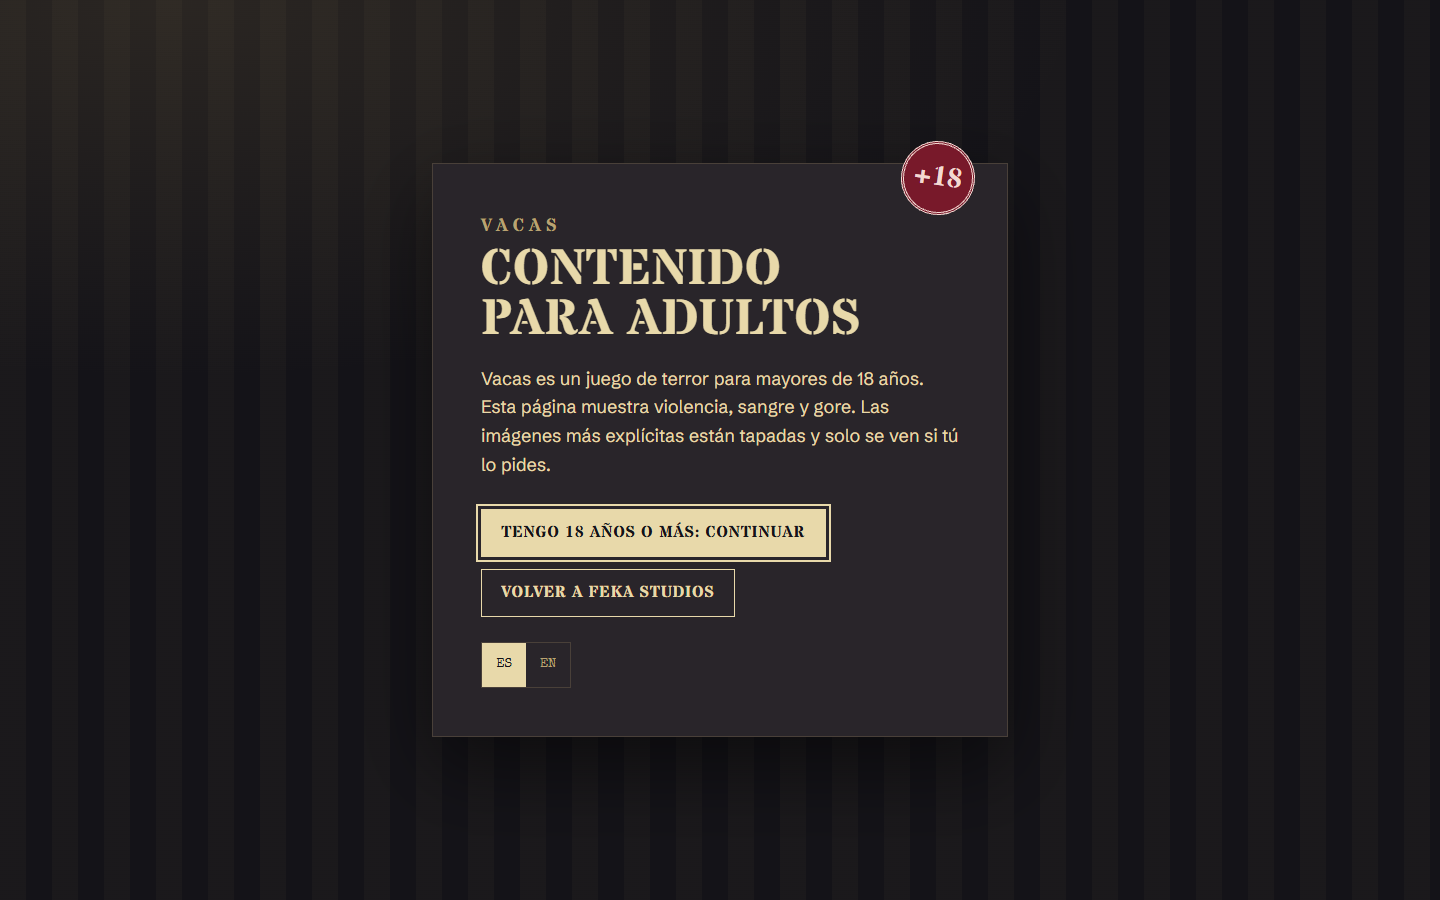 +18
VACAS
CONTENIDO
PARA ADULTOS
Vacas es un juego de terror para mayores de 18 años.
Esta página muestra violencia, sangre y gore. Las
imágenes más explícitas están tapadas y solo se ven si tú
lo pides.
TENGO 18 AÑOS O MÁS: CONTINUAR
VOLVER A FEKA STUDIOS
ES EN